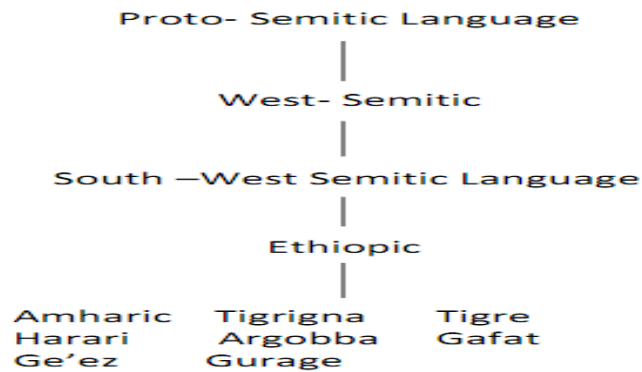 Proto- Semitic Language
West- Semitic
South –West Semitic Language
Ethiopic
Amharic Tigrigna Tigre
Harari Argobba Gafat
Ge’ez Gurage